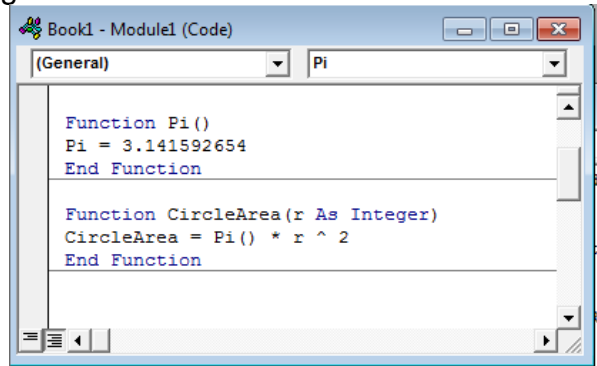 Book1 - Module1 (Code)
(General) Pi
Function Pi()
Pi = 3.141592654
End Function
Function CircleArea(r As Integer)
CircleArea = Pi() * r ^ 2
End Function